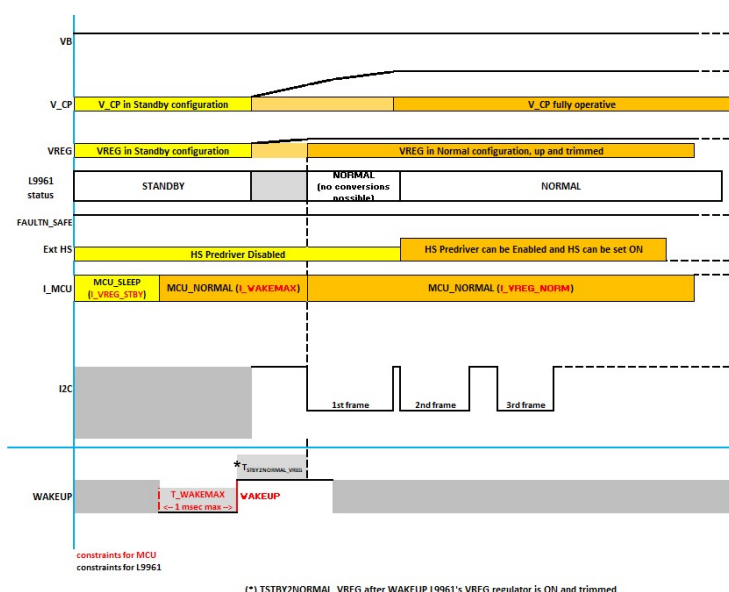 VB
V_CP
V_CP in Standby configuration
V_CP fully operative
VREG
VREG in Standby configuration
VREG in Normal configuration, up and trimmed
L9961
status
STANDBY
NORMAL
(no conversions
possible)
NORMAL
FAULTN_SAFE
Ext HS
HS Predriver Disabled
HS Predriver can be Enabled and HS can be set ON
I_MCU
MCU_SLEEP
(I_VREG_STBY)
MCU_NORMAL (I_WAKEMAX)
MCU_NORMAL (I_VREG_NORM)
I2C
1st frame
2nd frame
3rd frame
* TSTBY2NORMAL_VREG
WAKEUP
T_WAKEMAX
<-- 1 msec max -->
WAKEUP
constraints for MCU
constraints for L9961
(*) TSTBY2NORMAL_VREG after WAKEUP L9961's VREG regulator is ON and trimmed